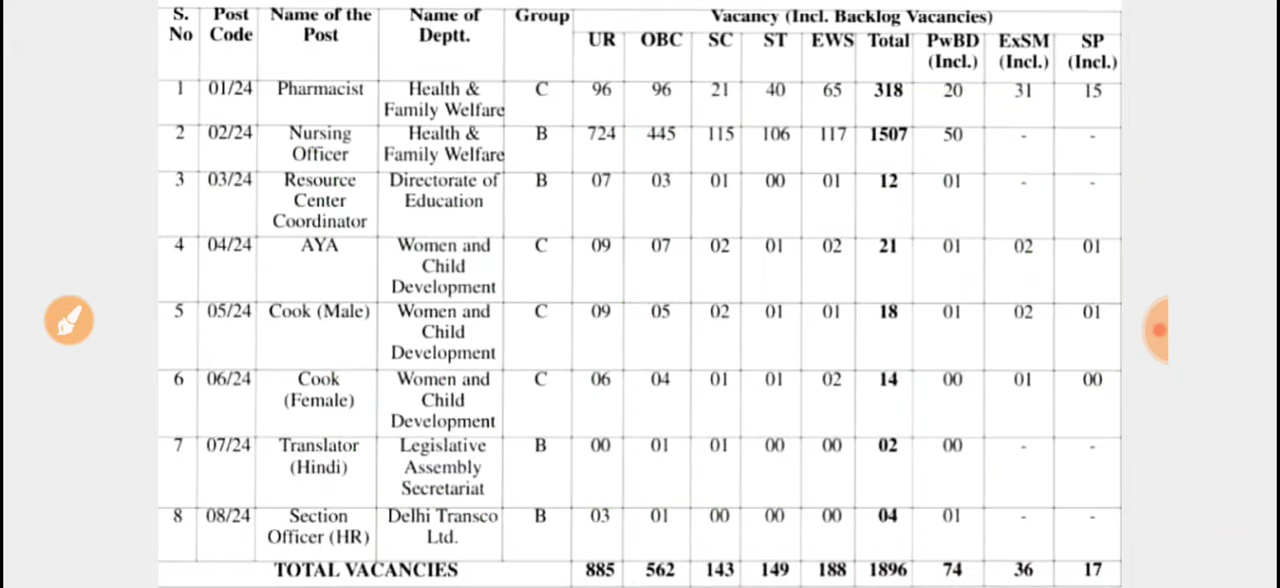 S. No Post Code Name of the Post Name of Deptt. Group Vacancy (Incl. Backlog Vacancies)
UR OBC SC ST EWS Total PwBD (Incl.) ExSM (Incl.) SP (Incl.)
1 01/24 Pharmacist Health & Family Welfare C 96 96 21 40 65 318 20 31 15
2 02/24 Nursing Officer Health & Family Welfare B 724 445 115 106 117 1507 50 - -
3 03/24 Resource Center Coordinator Directorate of Education B 07 03 01 00 01 12 01 - -
4 04/24 AYA Women and Child Development C 09 07 02 01 02 21 01 02 01
5 05/24 Cook (Male) Women and Child Development C 09 05 02 01 01 18 01 02 01
6 06/24 Cook (Female) Women and Child Development C 06 04 01 01 02 14 00 01 00
7 07/24 Translator (Hindi) Legislative Assembly Secretariat B 00 01 01 00 00 02 00 - -
8 08/24 Section Officer (HR) Delhi Transco Ltd. B 03 01 00 00 00 04 01 - -
TOTAL VACANCIES 885 562 143 149 188 1896 74 36 17